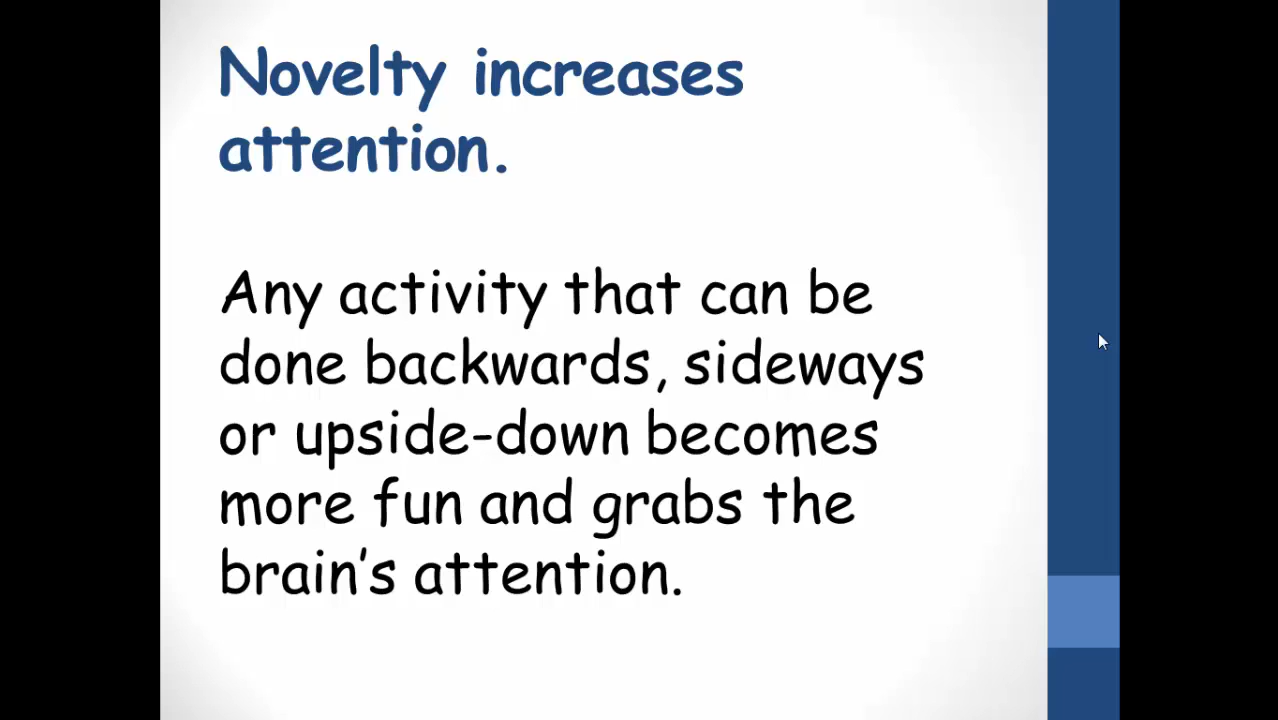 Novelty increases
attention.
Any activity that can be
done backwards, sideways
or upside-down becomes
more fun and grabs the
brain’s attention.